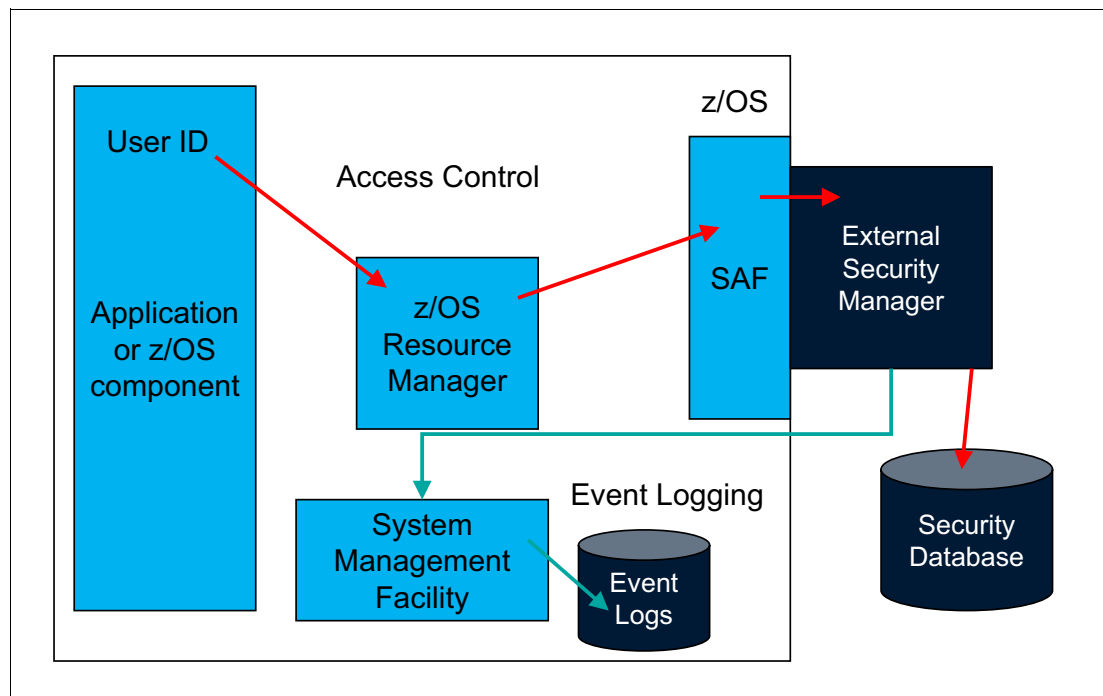 z/OS
User ID
Access Control
Application
or z/OS
component
z/OS
Resource
Manager
SAF
External
Security
Manager
Event Logging
System
Management
Facility
Event
Logs
Security
Database